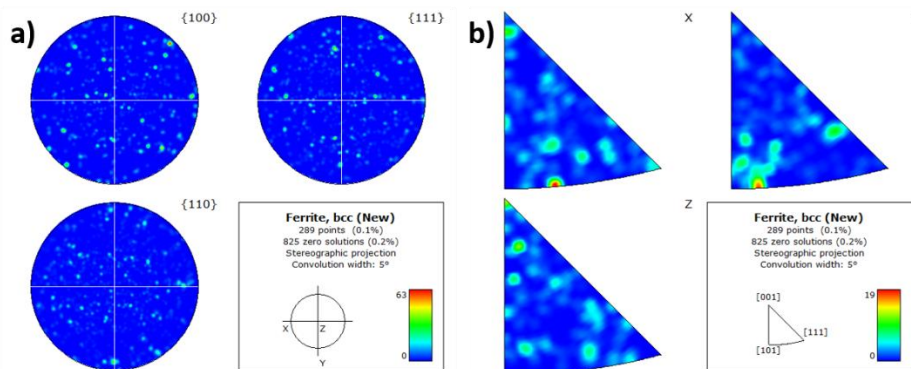 a)
{100}
{111}
{110}
Ferrite, bcc (New)
289 points (0.1%)
825 zero solutions (0.2%)
Stereographic projection
Convolution width: 5°
63
0
X
Z
Y
b)
X
Z
Ferrite, bcc (New)
289 points (0.1%)
825 zero solutions (0.2%)
Stereographic projection
Convolution width: 5°
19
0
[001]
[111]
[101]